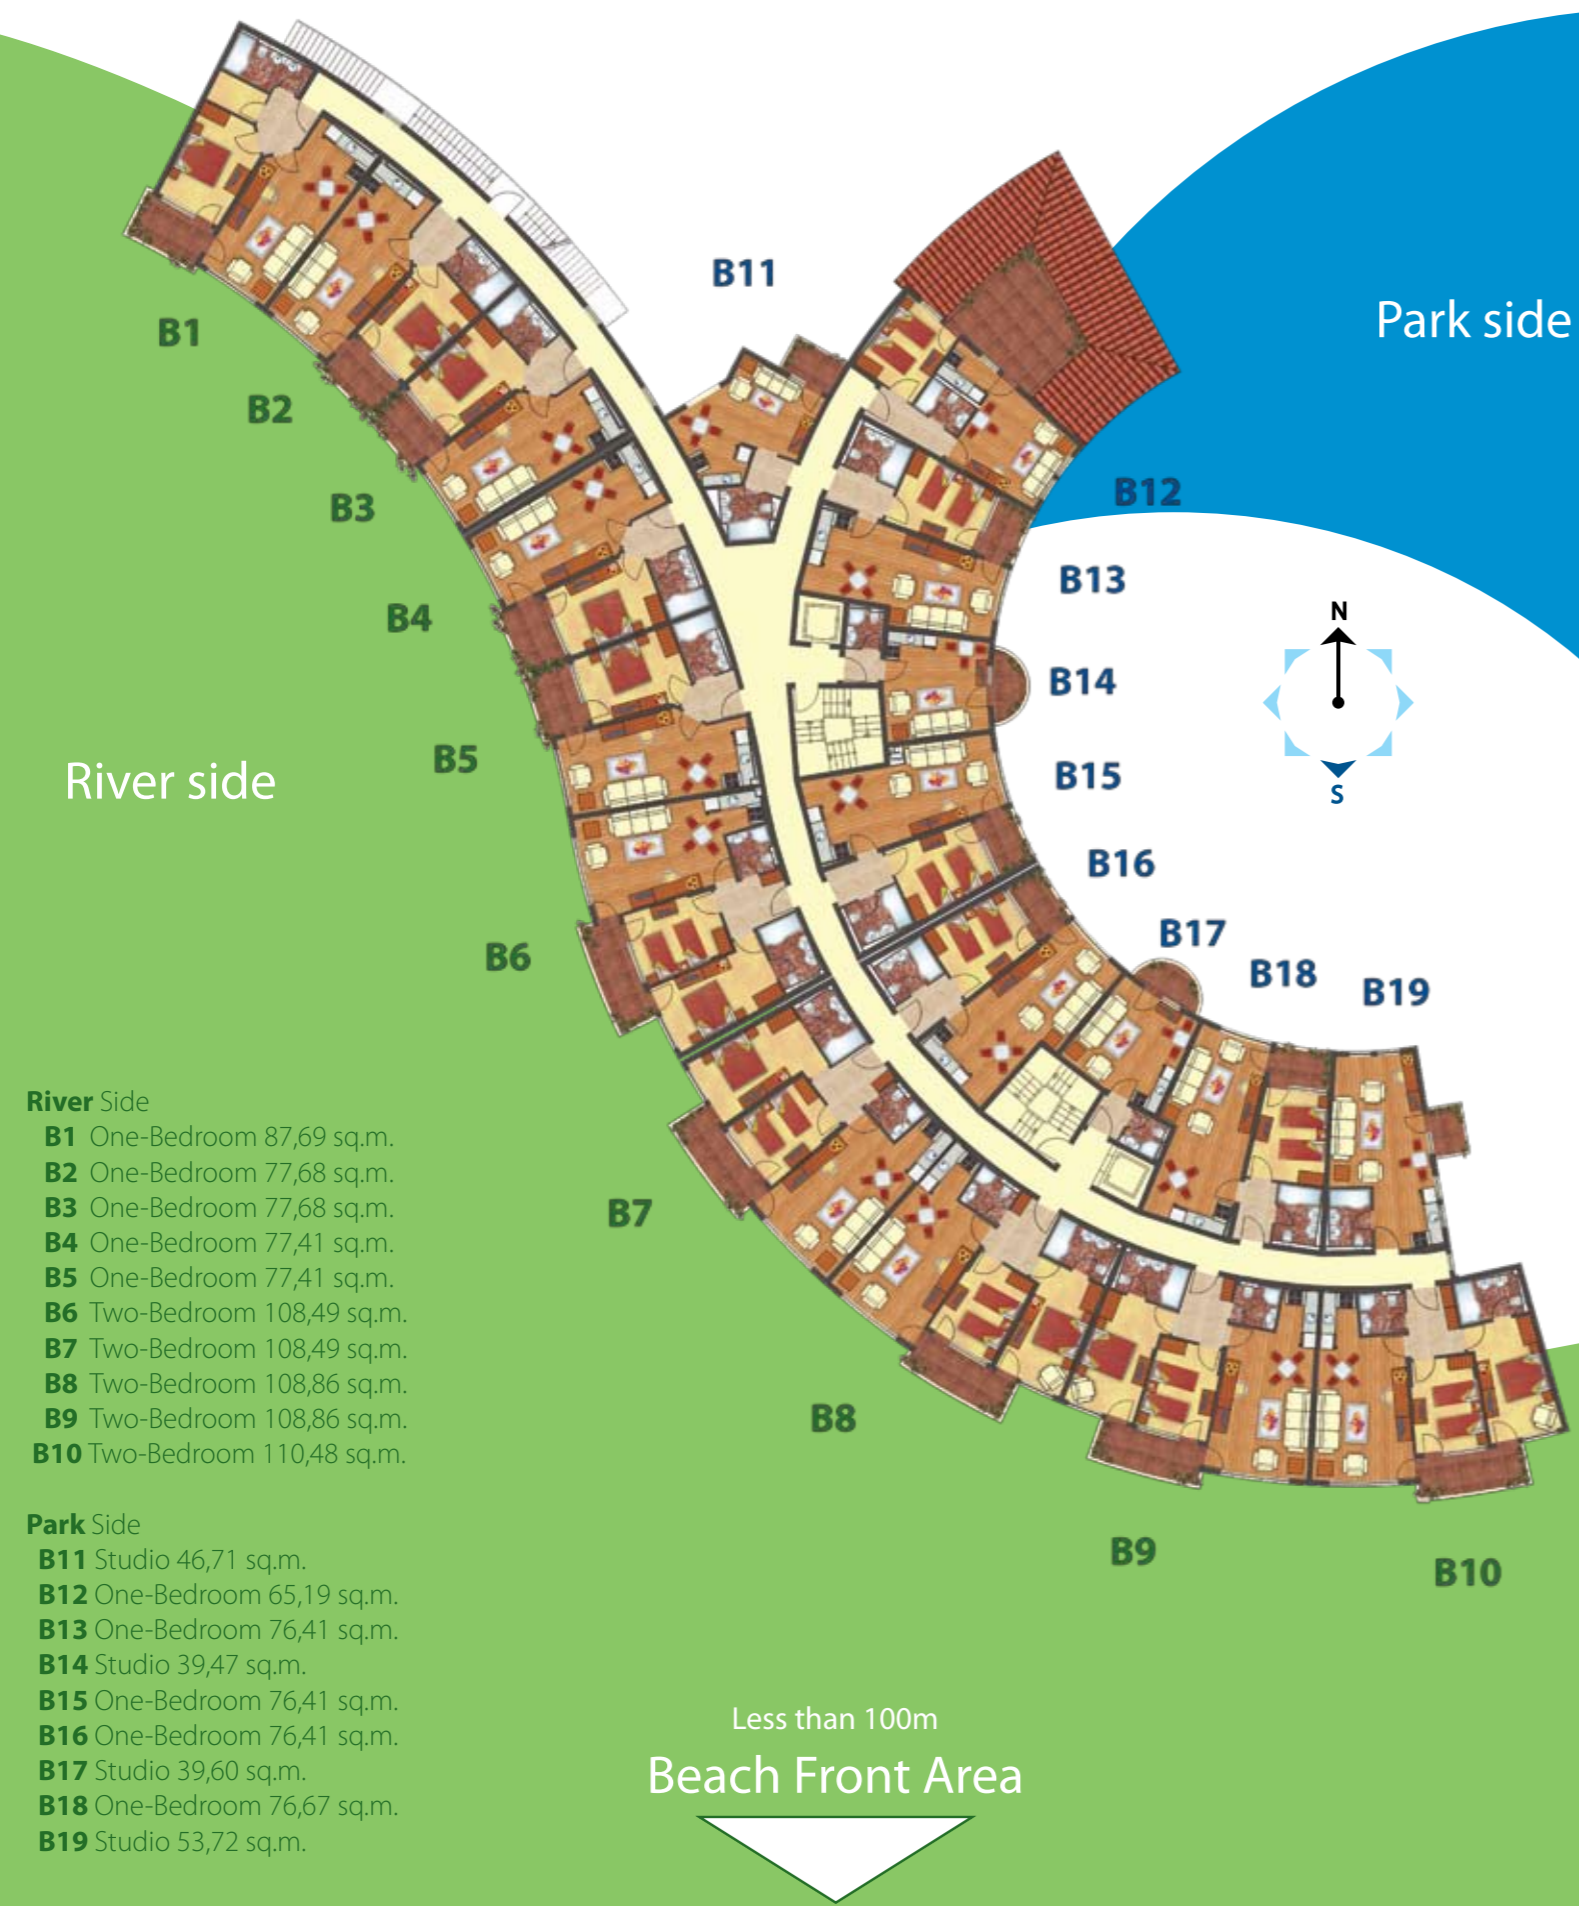 B11
Park side
B1
B2
B12
B3
B13
N
B4
B14
S
B5
B15
River side
B16
B17
B6
B18
B19
River Side
B1 One-Bedroom 87,69 sq.m.
B2 One-Bedroom 77,68 sq.m.
B3 One-Bedroom 77,68 sq.m.
B4 One-Bedroom 77,41 sq.m.
B5 One-Bedroom 77,41 sq.m.
B6 Two-Bedroom 108,49 sq.m.
B7 Two-Bedroom 108,49 sq.m.
B8 Two-Bedroom 108,86 sq.m.
B9 Two-Bedroom 108,86 sq.m.
B10 Two-Bedroom 110,48 sq.m.
B7
B8
B9
B10
Park Side
B11 Studio 46,71 sq.m.
B12 One-Bedroom 65,19 sq.m.
B13 One-Bedroom 76,41 sq.m.
B14 Studio 39,47 sq.m.
B15 One-Bedroom 76,41 sq.m.
B16 One-Bedroom 76,41 sq.m.
B17 Studio 39,60 sq.m.
B18 One-Bedroom 76,67 sq.m.
B19 Studio 53,72 sq.m.
Less than 100m
Beach Front Area